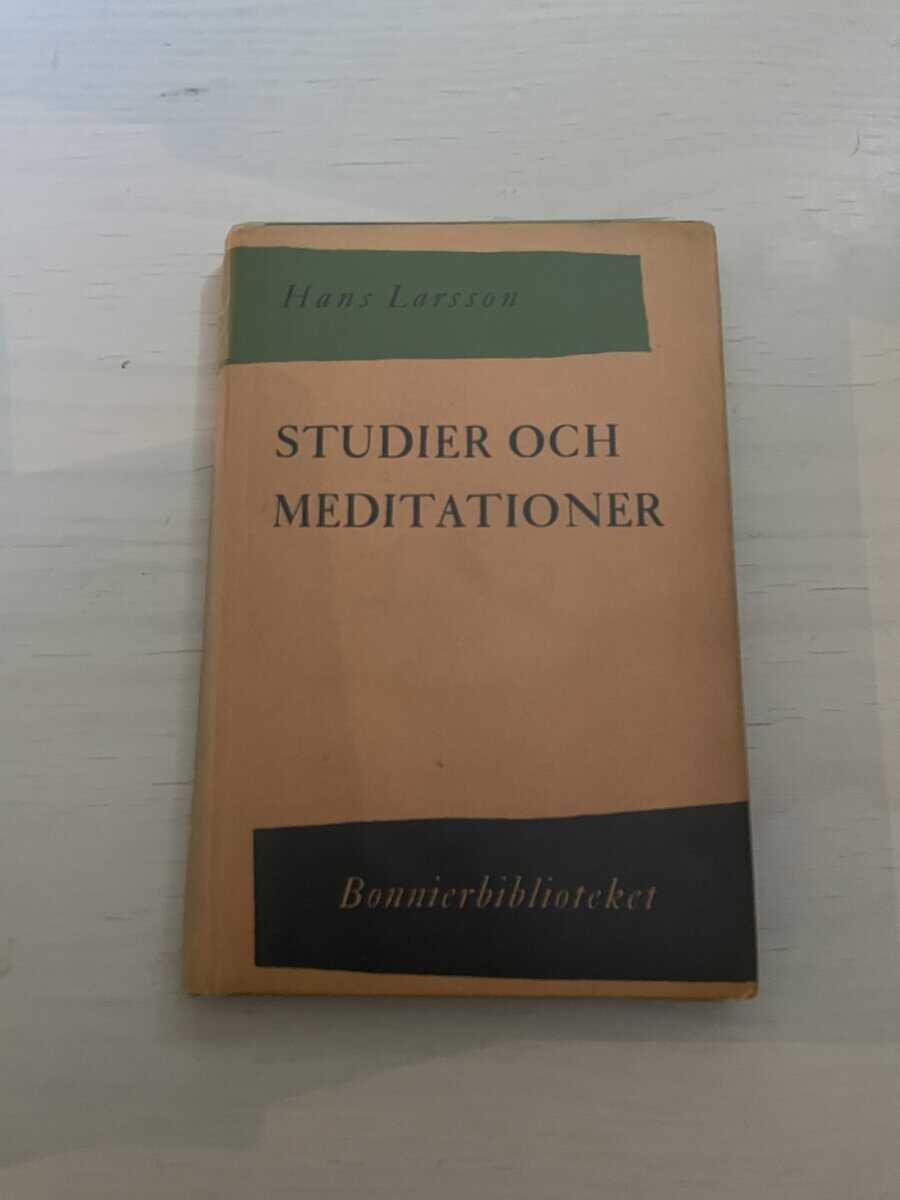 Hans Larsson
STUDIER OCH
MEDITATIONER
Bonnierbiblioteket